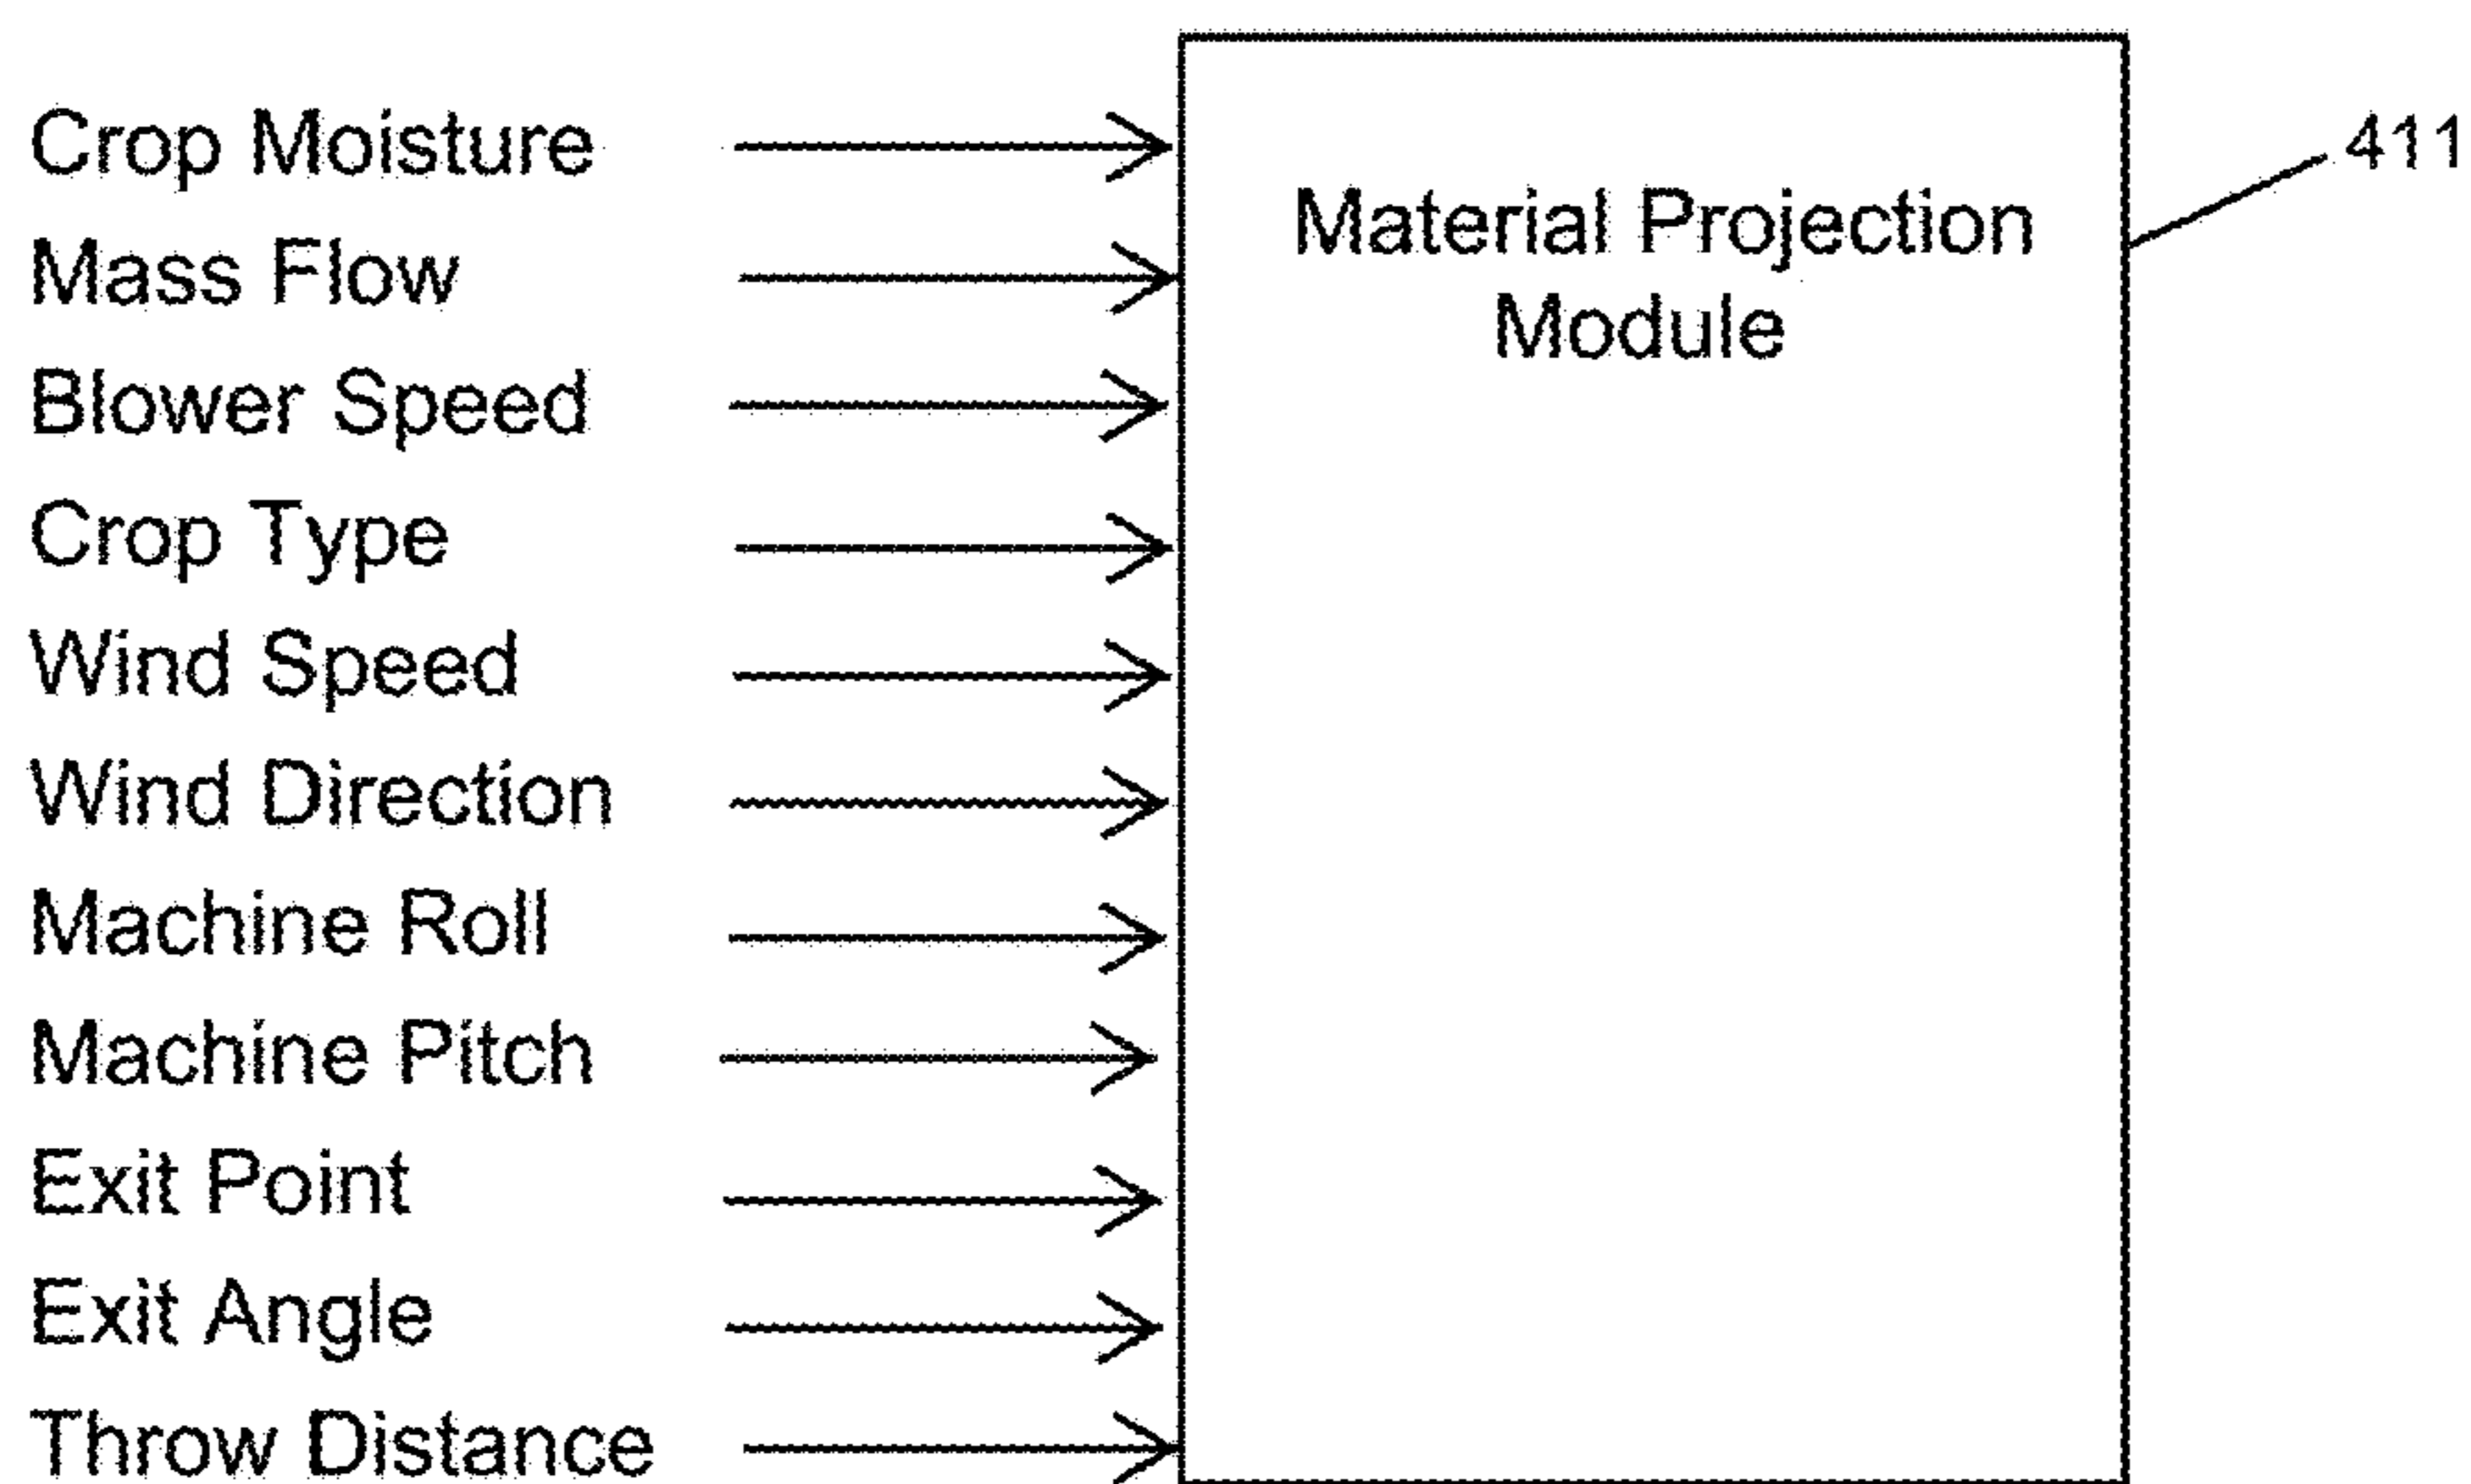 Crop Moisture
Mass Flow
Blower Speed
Crop Type
Wind Speed
Wind Direction
Machine Roll
Machine Pitch
Exit Point
Exit Angle
Throw Distance
Material Projection
Module
411